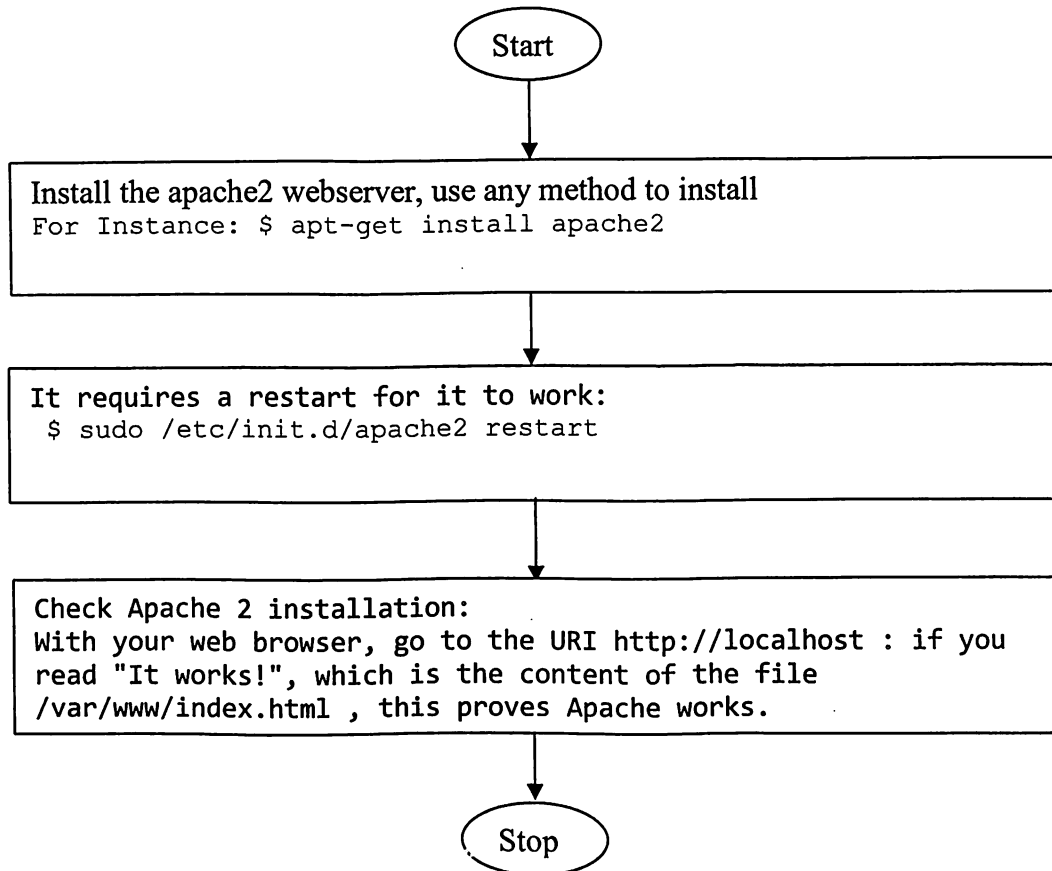 Start
Install the apache2 webserver, use any method to install
For Instance: $ apt-get install apache2
It requires a restart for it to work:
$ sudo /etc/init.d/apache2 restart
Check Apache 2 installation:
With your web browser, go to the URI http://localhost : if you
read "It works!", which is the content of the file
/var/www/index.html , this proves Apache works.
Stop